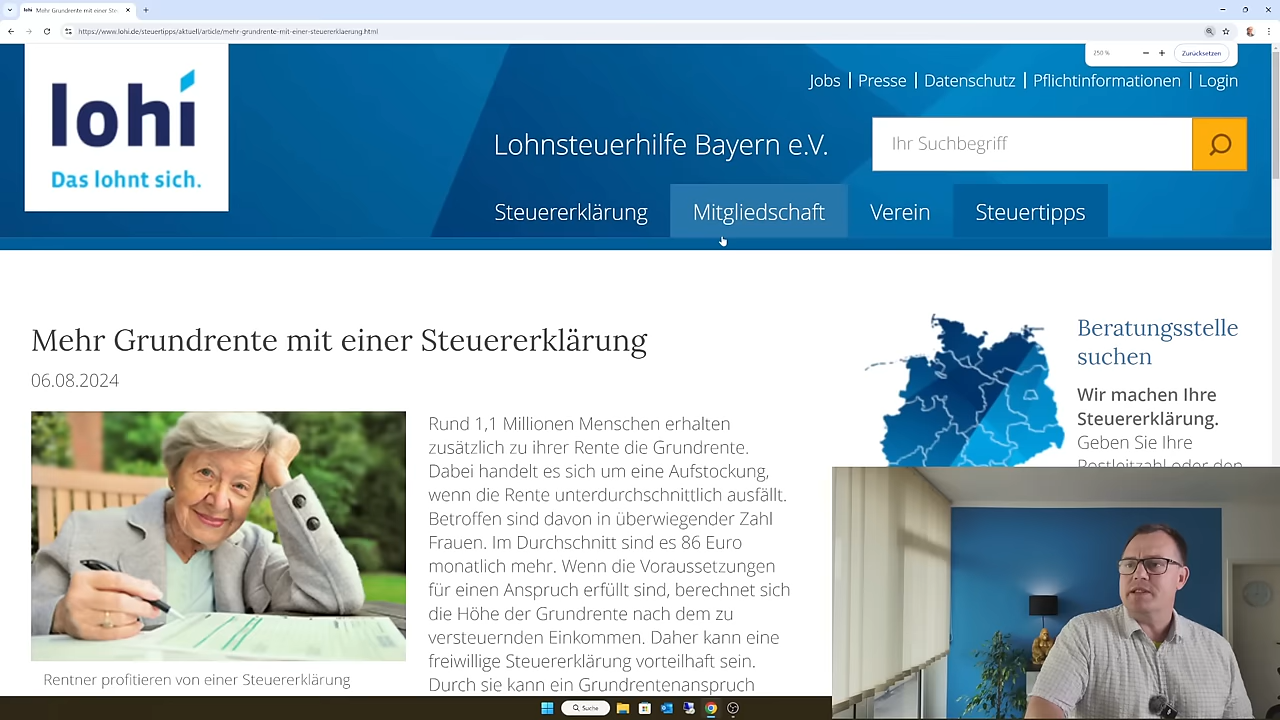 lohi Mehr Grundrente mit einer Ste
https://www.lohi.de/steuertipps/aktuell/article/mehr-grundrente-mit-einer-steuererklaerung.html
250 %
Zurücksetzen
lohi
Das lohnt sich.
Jobs | Presse | Datenschutz | Pflichtinformationen | Login
Lohnsteuerhilfe Bayern e.V.
Ihr Suchbegriff
Steuererklärung Mitgliedschaft Verein Steuertipps
Mehr Grundrente mit einer Steuererklärung
06.08.2024
Rund 1,1 Millionen Menschen erhalten
zusätzlich zu ihrer Rente die Grundrente.
Dabei handelt es sich um eine Aufstockung,
wenn die Rente unterdurchschnittlich ausfällt.
Betroffen sind davon in überwiegender Zahl
Frauen. Im Durchschnitt sind es 86 Euro
monatlich mehr. Wenn die Voraussetzungen
für einen Anspruch erfüllt sind, berechnet sich
die Höhe der Grundrente nach dem zu
versteuernden Einkommen. Daher kann eine
freiwillige Steuererklärung vorteilhaft sein.
Durch sie kann ein Grundrentenanspruch
Rentner profitieren von einer Steuererklärung
Beratungsstelle
suchen
Wir machen Ihre
Steuererklärung.
Geben Sie Ihre
Postleitzahl oder den
Suche